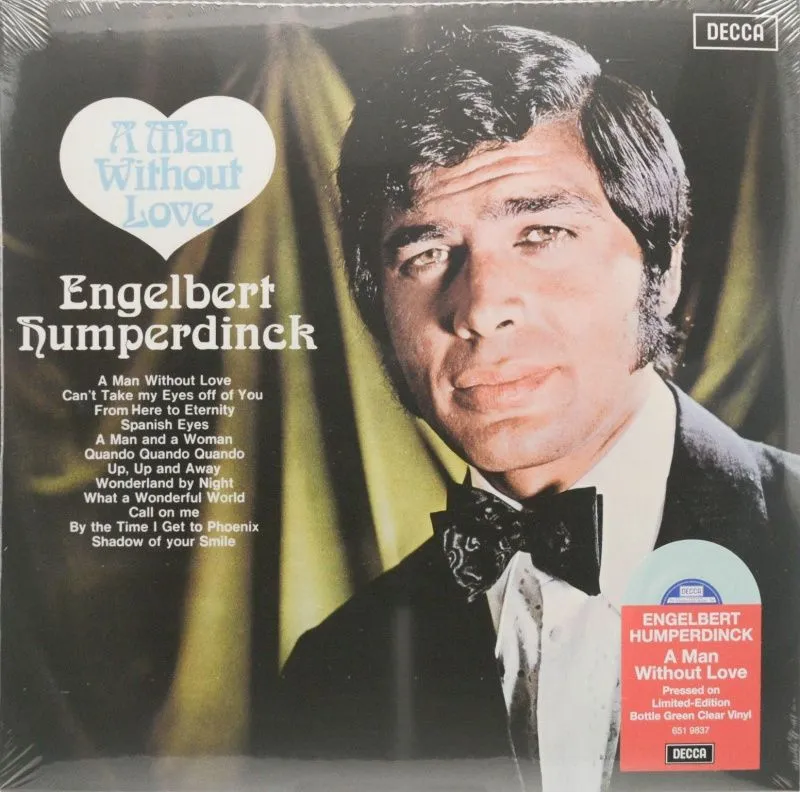 DECCA
A Man
Without
Love
Engelbert
Humperdinck
A Man Without Love
Can't Take my Eyes off of You
From Here to Eternity
Spanish Eyes
A Man and a Woman
Quando Quando Quando
Up, Up and Away
Wonderland by Night
What a Wonderful World
Call on me
By the Time I Get to Phoenix
Shadow of your Smile
DECCA
ENGELBERT
HUMPERDINCK
A Man
Without Love
Pressed on
Limited-Edition
Bottle Green Clear Vinyl
651 9837
DECCA